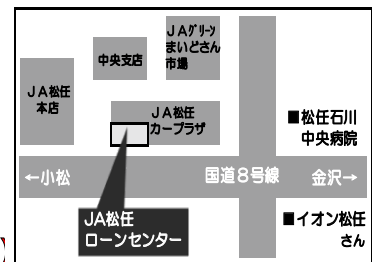 JAグリーン
まいどさん
市場
中央支店
JA松任
本店
JA松任
カープラザ
■松任石川
中央病院
←小松
国道8号線
金沢→
JA松任
ローンセンター
■イオン松任
さん